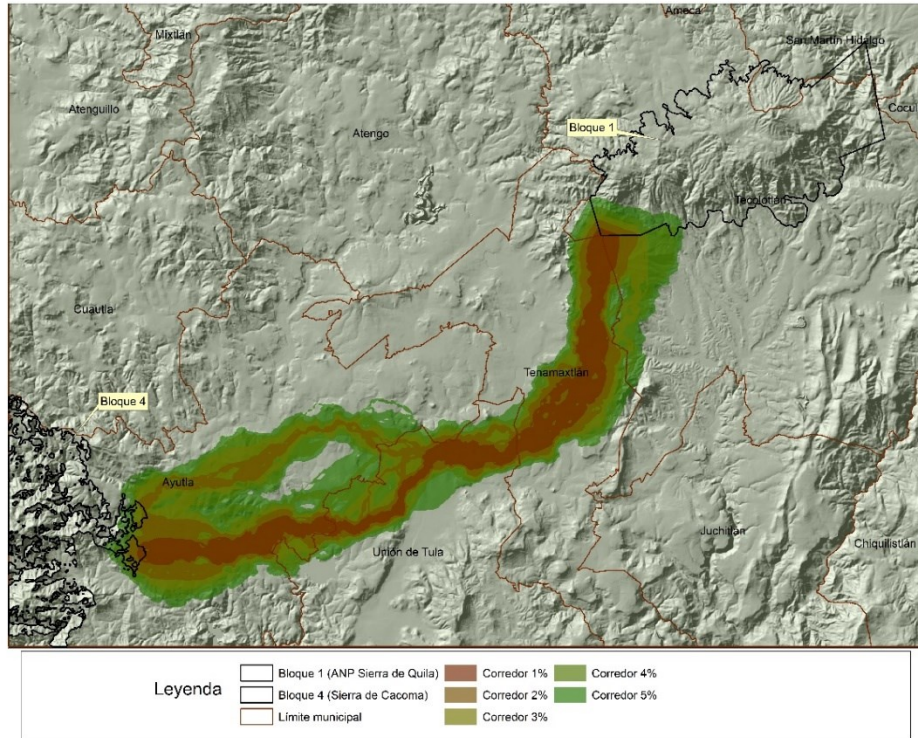 Mixtlán
Ameca
San Martín Hidalgo
Atenguillo
Atengo
Bloque 1
Cocul
Tecolotlán
Cuautla
Tenamaxtlán
Bloque 4
Ayutla
Unión de Tula
Juchitlán
Chiquilistlán
Leyenda
Bloque 1 (ANP Sierra de Quila)
Bloque 4 (Sierra de Cacoma)
Límite municipal
Corredor 1%
Corredor 2%
Corredor 3%
Corredor 4%
Corredor 5%